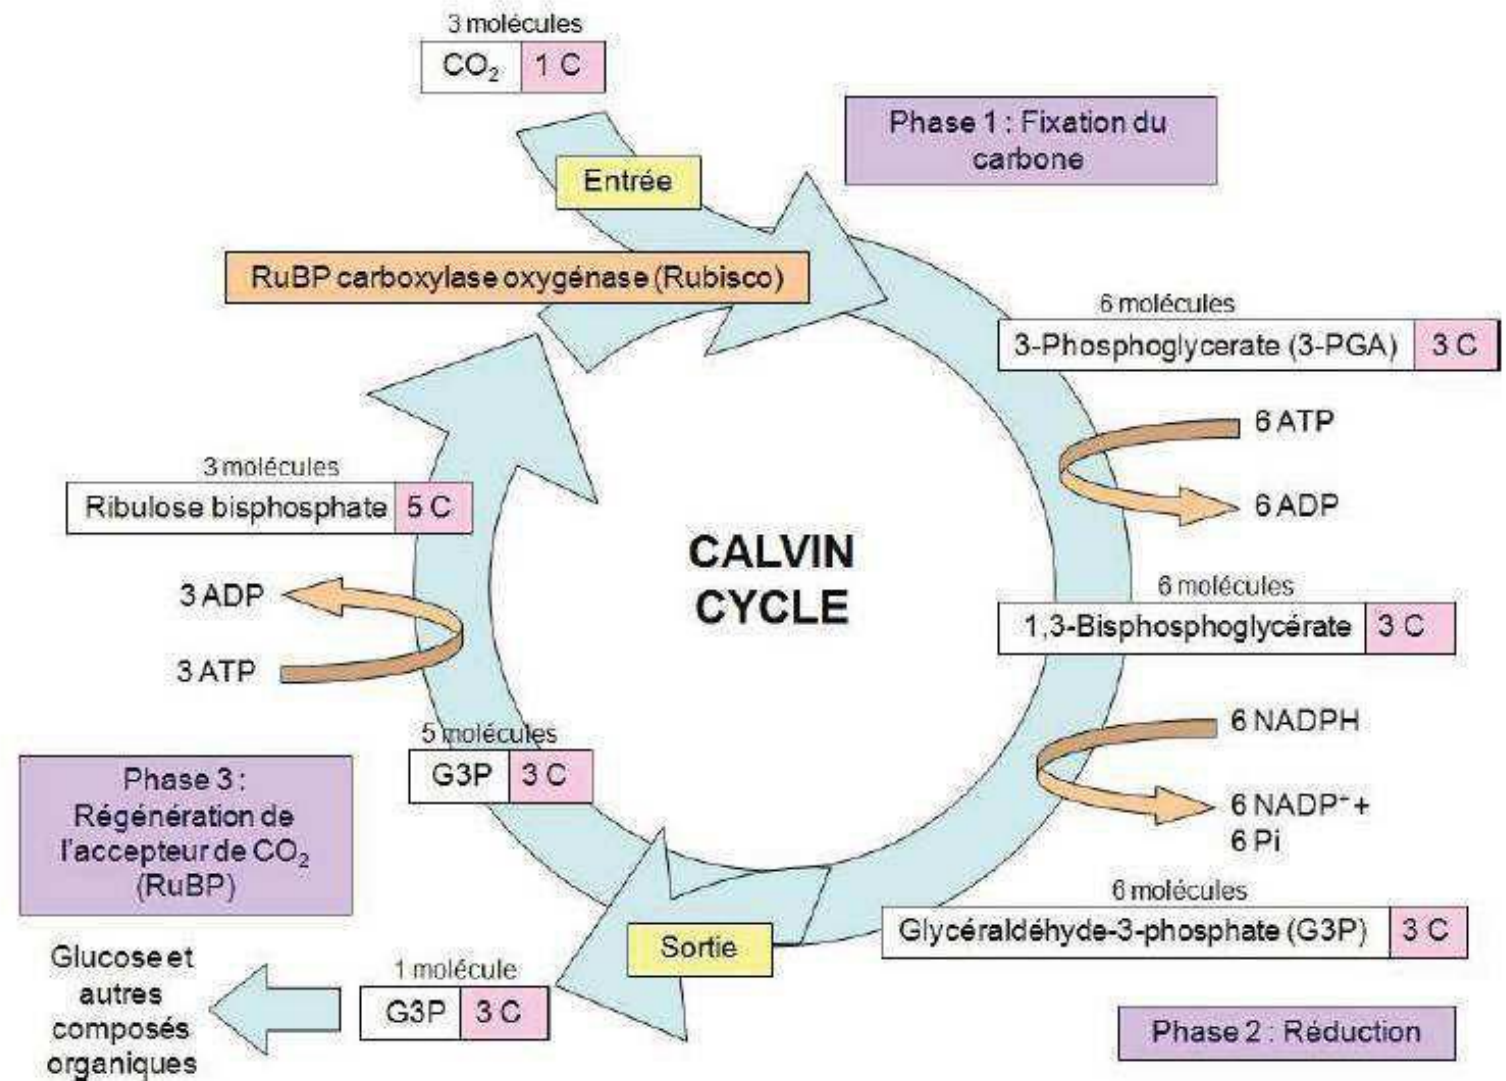 3 molécules
CO₂ 1 C
Phase 1 : Fixation du
carbone
Entrée
RuBP carboxylase oxygénase (Rubisco)
6 molécules
3-Phosphoglycerate (3-PGA) 3 C
6 ATP
6 ADP
3 molécules
Ribulose bisphosphate 5 C
CALVIN
CYCLE
3 ADP
3 ATP
6 molécules
1,3-Bisphosphoglycérate 3 C
6 NADPH
6 NADP⁺ +
6 Pi
5 molécules
G3P 3 C
Phase 3 :
Régénération de
l'accepteur de CO₂
(RuBP)
6 molécules
Glycéraldéhyde-3-phosphate (G3P) 3 C
Sortie
1 molécule
G3P 3 C
Glucose et
autres
composés
organiques
Phase 2 : Réduction